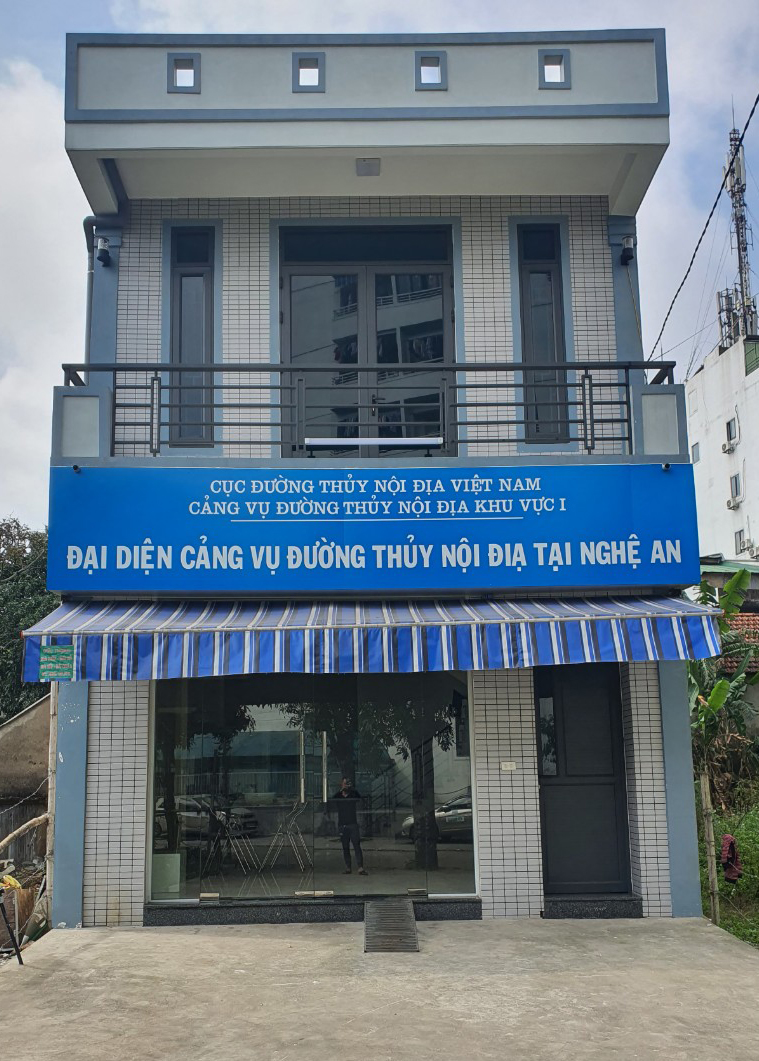 CỤC ĐƯỜNG THỦY NỘI ĐỊA VIỆT NAM
CẢNG VỤ ĐƯỜNG THỦY NỘI ĐỊA KHU VỰC I
ĐẠI DIỆN CẢNG VỤ ĐƯỜNG THỦY NỘI ĐỊA TẠI NGHỆ AN